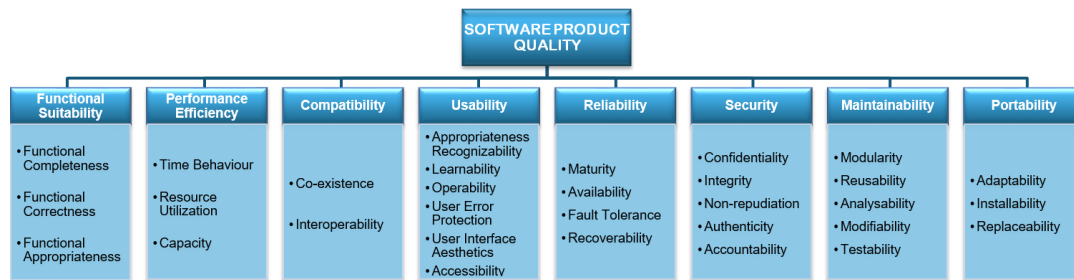 SOFTWARE PRODUCT
QUALITY
Functional
Suitability
• Functional
Completeness
• Functional
Correctness
• Functional
Appropriateness
Performance
Efficiency
• Time Behaviour
• Resource
Utilization
• Capacity
Compatibility
• Co-existence
• Interoperability
Usability
• Appropriateness
Recognizability
• Learnability
• Operability
• User Error
Protection
• User Interface
Aesthetics
• Accessibility
Reliability
• Maturity
• Availability
• Fault Tolerance
• Recoverability
Security
• Confidentiality
• Integrity
• Non-repudiation
• Authenticity
• Accountability
Maintainability
• Modularity
• Reusability
• Analysability
• Modifiability
• Testability
Portability
• Adaptability
• Installability
• Replaceability